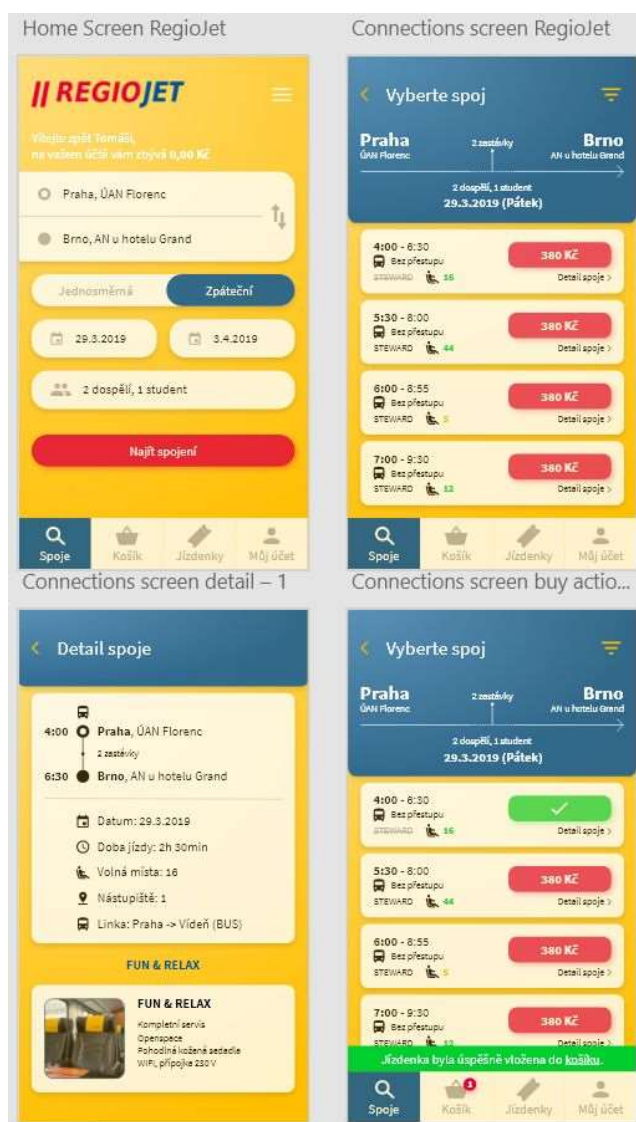 Home Screen RegioJet
REGIOJET
Vítejte zpět Tomáši,
na vašem účtě vám zbývá 0,00 Kč
Praha, ÚAN Florenc
Brno, AN u hotelu Grand
Jednosměrná
Zpáteční
29.3.2019
3.4.2019
2 dospělí, 1 student
Najít spojení
Spoje
Košík
Jízdenky
Můj účet
Connections screen RegioJet
Vyberte spoj
Praha
2 zastávky
Brno
ÚAN Florenc
AN u hotelu Grand
2 dospělí, 1 student
29.3.2019 (Pátek)
4:00 - 6:30
380 Kč
Bez přestupu
STEWARD 16
Detail spoje >
5:30 - 8:00
380 Kč
Bez přestupu
STEWARD 44
Detail spoje >
6:00 - 8:55
380 Kč
Bez přestupu
STEWARD 5
Detail spoje >
7:00 - 9:30
380 Kč
Bez přestupu
STEWARD 12
Detail spoje >
Spoje
Košík
Jízdenky
Můj účet
Connections screen detail – 1
Detail spoje
4:00 Praha, ÚAN Florenc
2 zastávky
6:30 Brno, AN u hotelu Grand
Datum: 29.3.2019
Doba jízdy: 2h 30min
Volná místa: 16
Nástupiště: 1
Linka: Praha -> Vídeň (BUS)
FUN & RELAX
FUN & RELAX
Kompletní servis
Openspace
Pohodlná kožená sedadla
WiFi, přípojka 230 V
Connections screen buy actio...
Vyberte spoj
Praha
2 zastávky
Brno
ÚAN Florenc
AN u hotelu Grand
2 dospělí, 1 student
29.3.2019 (Pátek)
4:00 - 6:30
Bez přestupu
STEWARD 16
Detail spoje >
5:30 - 8:00
380 Kč
Bez přestupu
STEWARD 44
Detail spoje >
6:00 - 8:55
380 Kč
Bez přestupu
STEWARD 5
Detail spoje >
7:00 - 9:30
380 Kč
Bez přestupu
STEWARD 12
Detail spoje >
Jízdenka byla úspěšně vložena do košíku.
1
Spoje
Košík
Jízdenky
Můj účet